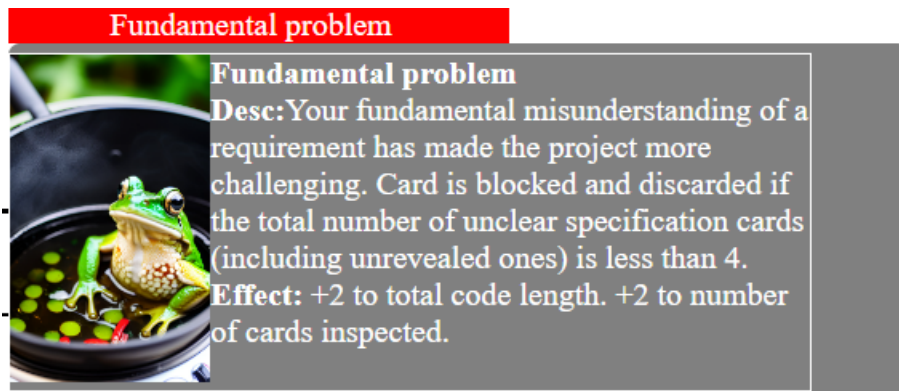 Fundamental problem
Fundamental problem
Desc:Your fundamental misunderstanding of a
requirement has made the project more
challenging. Card is blocked and discarded if
the total number of unclear specification cards
(including unrevealed ones) is less than 4.
Effect: +2 to total code length. +2 to number
of cards inspected.